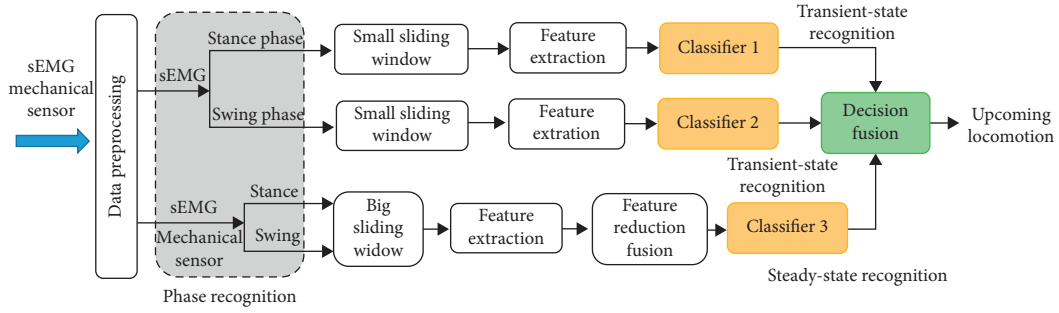 sEMG
mechanical
sensor
Data preprocessing
sEMG
Stance phase
Swing phase
sEMG
Mechanical
sensor
Stance
Swing
Phase recognition
Small sliding
window
Feature
extraction
Classifier 1
Transient-state
recognition
Small sliding
window
Feature
extration
Classifier 2
Transient-state
recognition
Big
sliding
widow
Feature
extraction
Feature
reduction
fusion
Classifier 3
Steady-state recognition
Decision
fusion
Upcoming
locomotion